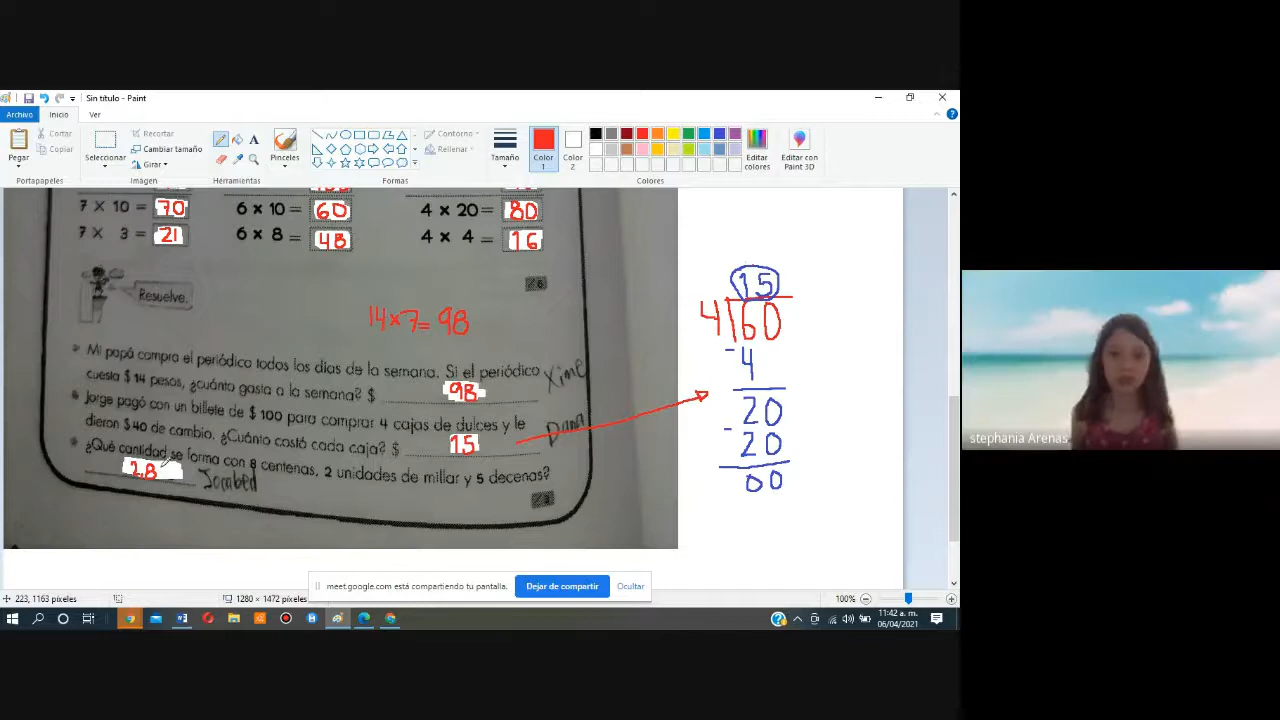 Sin título - Paint
Archivo Inicio Ver
Pegar
Cortar
Copiar
Portapapeles
Seleccionar
Recortar
Cambiar tamaño
Girar
Imagen
A
Herramientas
Pinceles
Contorno
Rellenar
Formas
Tamaño
Color 1
Color 2
Colores
Editar colores
Editar con Paint 3D
7 X 10 = 70
6 x 10 = 60
4 x 20 = 80
7 X 3 = 21
6 x 8 = 48
4 x 4 = 16
Resuelve.
/6
14x7= 98
Mi papá compra el periódico todos los días de la semana. Si el periódico
cuesta $ 14 pesos, ¿cuánto gasta a la semana? $ 98
Xime
Jorge pagó con un billete de $ 100 para comprar 4 cajas de dulces y le
dieron $ 40 de cambio. ¿Cuánto costó cada caja? $ 15
Dana
¿Qué cantidad se forma con 8 centenas, 2 unidades de millar y 5 decenas?
2,8
15
4 60
- 4
20
- 20
00
stephania Arenas
meet.google.com está compartiendo tu pantalla.
Dejar de compartir
Ocultar
223, 1163 píxeles
1280 × 1472 píxeles
100%
11:42 a. m.
06/04/2021